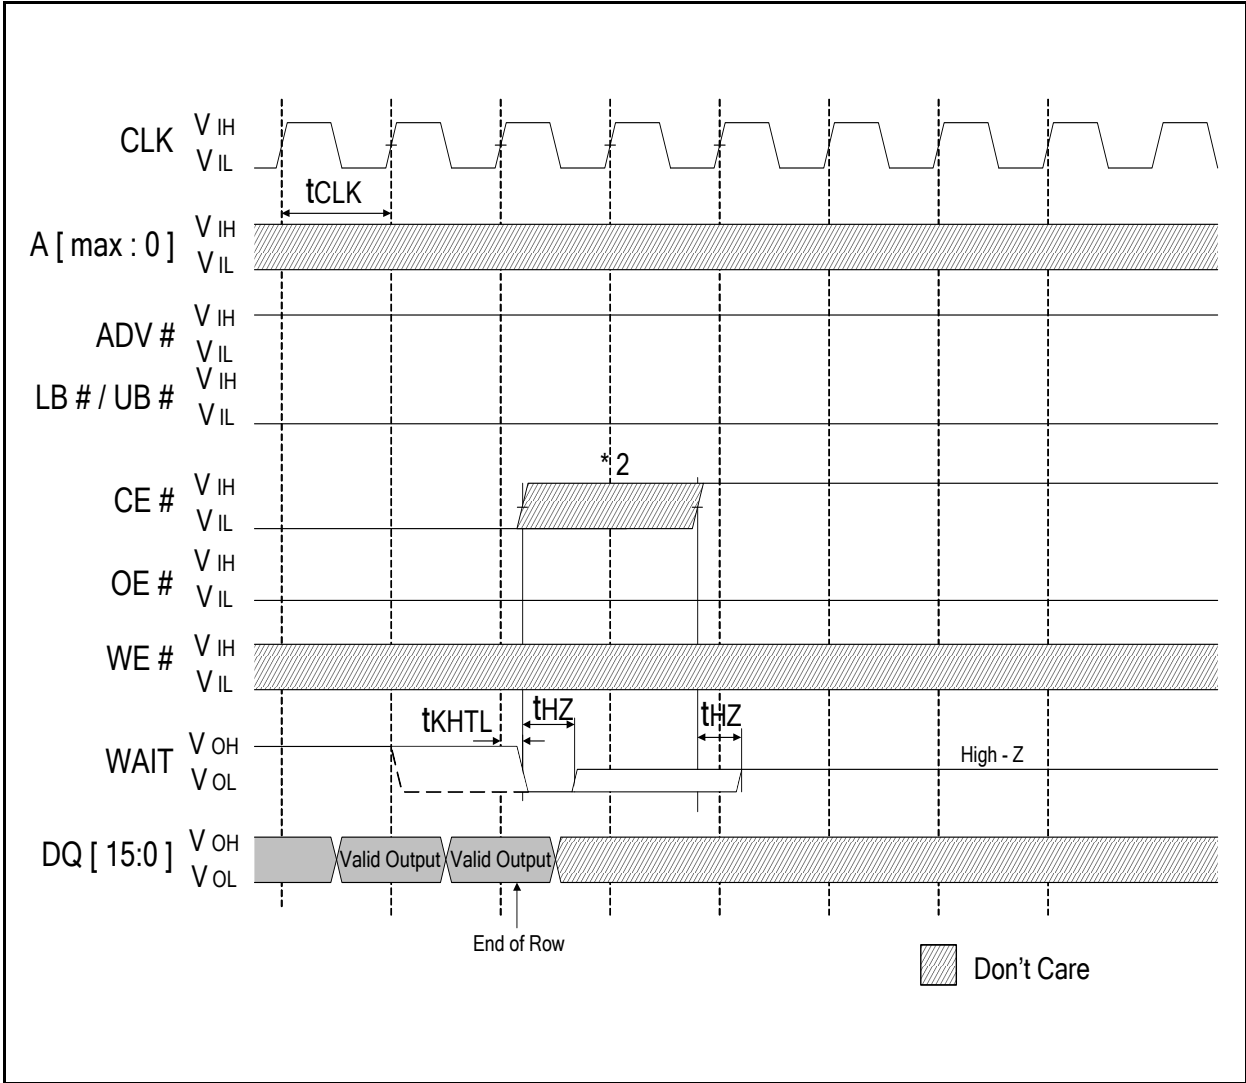 CLK
V IH
V IL
tCLK
A [ max : 0 ]
V IH
V IL
ADV #
V IH
V IL
LB # / UB #
V IH
V IL
* 2
CE #
V IH
V IL
OE #
V IH
V IL
WE #
V IH
V IL
tKHTL
tHZ
tHZ
WAIT
V OH
V OL
High - Z
DQ [ 15:0 ]
V OH
V OL
Valid Output
Valid Output
End of Row
Don't Care